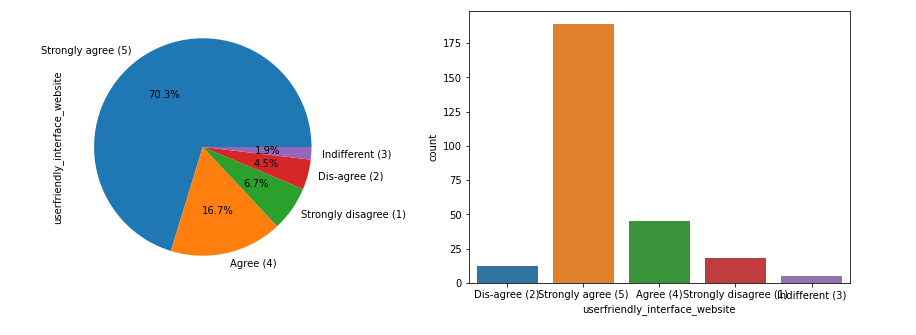 Strongly agree (5)
70.3%
userfriendly_interface_website
1.9%
Indifferent (3)
4.5%
Dis-agree (2)
6.7%
Strongly disagree (1)
16.7%
Agree (4)
175
150
125
100
75
50
25
0
count
Dis-agree (2) Strongly agree (5) Agree (4) Strongly disagree (1) Indifferent (3)
userfriendly_interface_website